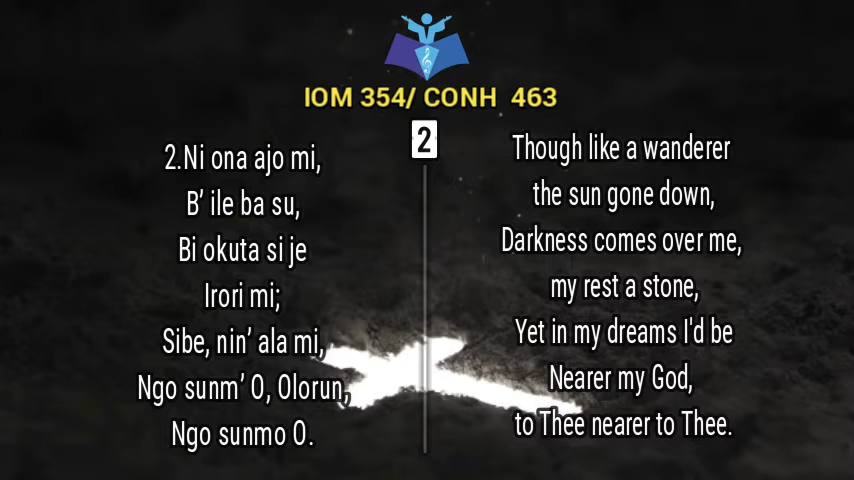 IOM 354/ CONH 463
2
2.Ni ona ajo mi,
B’ ile ba su,
Bi okuta si je
Irori mi;
Sibe, nin’ ala mi,
Ngo sunm’ O, Olorun,
Ngo sunmo O.
Though like a wanderer
the sun gone down,
Darkness comes over me,
my rest a stone,
Yet in my dreams I'd be
Nearer my God,
to Thee nearer to Thee.